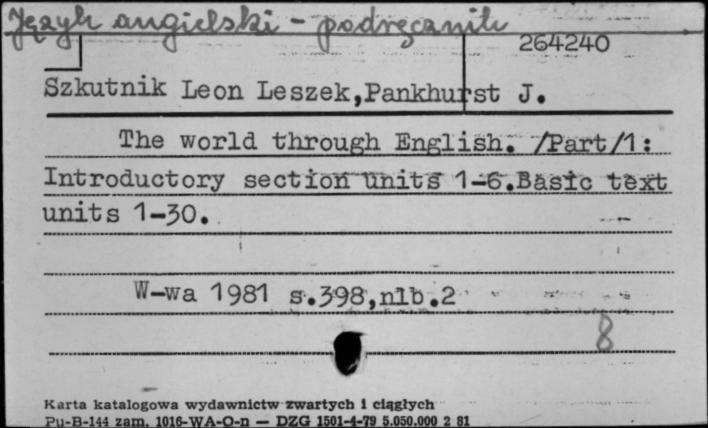 Język angielski - podręcznik
264240
Szkutnik Leon Leszek,Pankhurst J.
The world through English. /Part/1:
Introductory section units 1-6.Basic text
units 1-30.
W-wa 1981 s.398,nlb.2
8
Karta katalogowa wydawnictw zwartych i ciągłych
Pu-B-144 zam. 1016-WA-O-n — DZG 1501-4-79 5.050.000 2 81